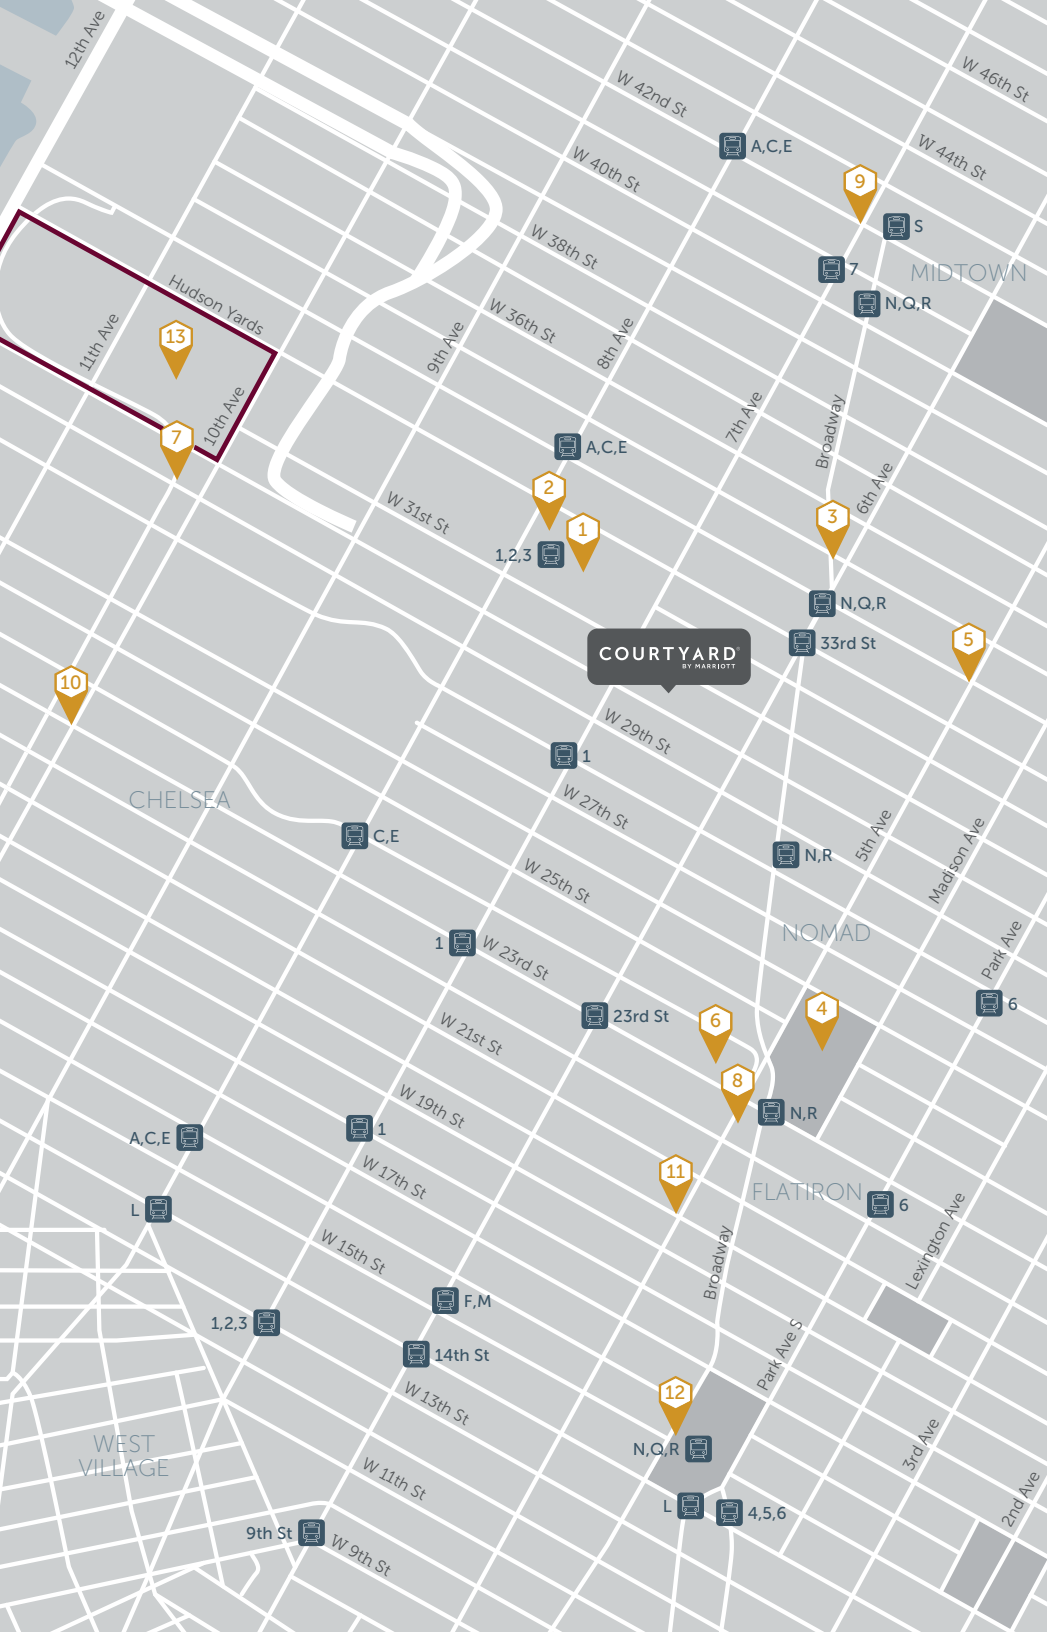 12th Ave
W 46th St
W 42nd St
A,C,E
W 44th St
W 40th St
9
S
W 38th St
7
MIDTOWN
N,Q,R
Hudson Yards
W 36th St
13
11th Ave
9th Ave
8th Ave
10th Ave
7th Ave
Broadway
7
A,C,E
6th Ave
2
W 31st St
3
1
1,2,3
N,Q,R
33rd St
5
COURTYARD
BY MARRIOTT
10
W 29th St
1
CHELSEA
W 27th St
C,E
5th Ave
N,R
Madison Ave
W 25th St
NOMAD
1
W 23rd St
Park Ave
6
23rd St
6
4
W 21st St
8
W 19th St
N,R
A,C,E
1
W 17th St
11
FLATIRON
6
L
Lexington Ave
W 15th St
Broadway
F,M
1,2,3
14th St
Park Ave S
W 13th St
12
N,Q,R
3rd Ave
WEST
VILLAGE
W 11th St
2nd Ave
L
4,5,6
9th St
W 9th St